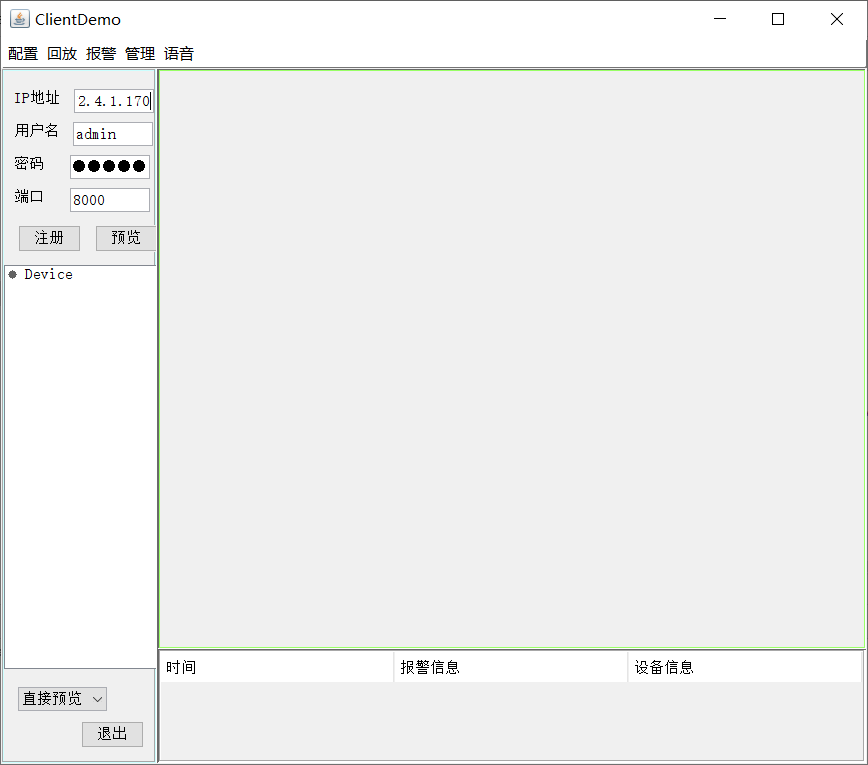 ClientDemo
配置 回放 报警 管理 语音
IP地址 2.4.1.170
用户名 admin
密码 ●●●●●
端口 8000
注册 预览
Device
时间 报警信息 设备信息
直接预览
退出